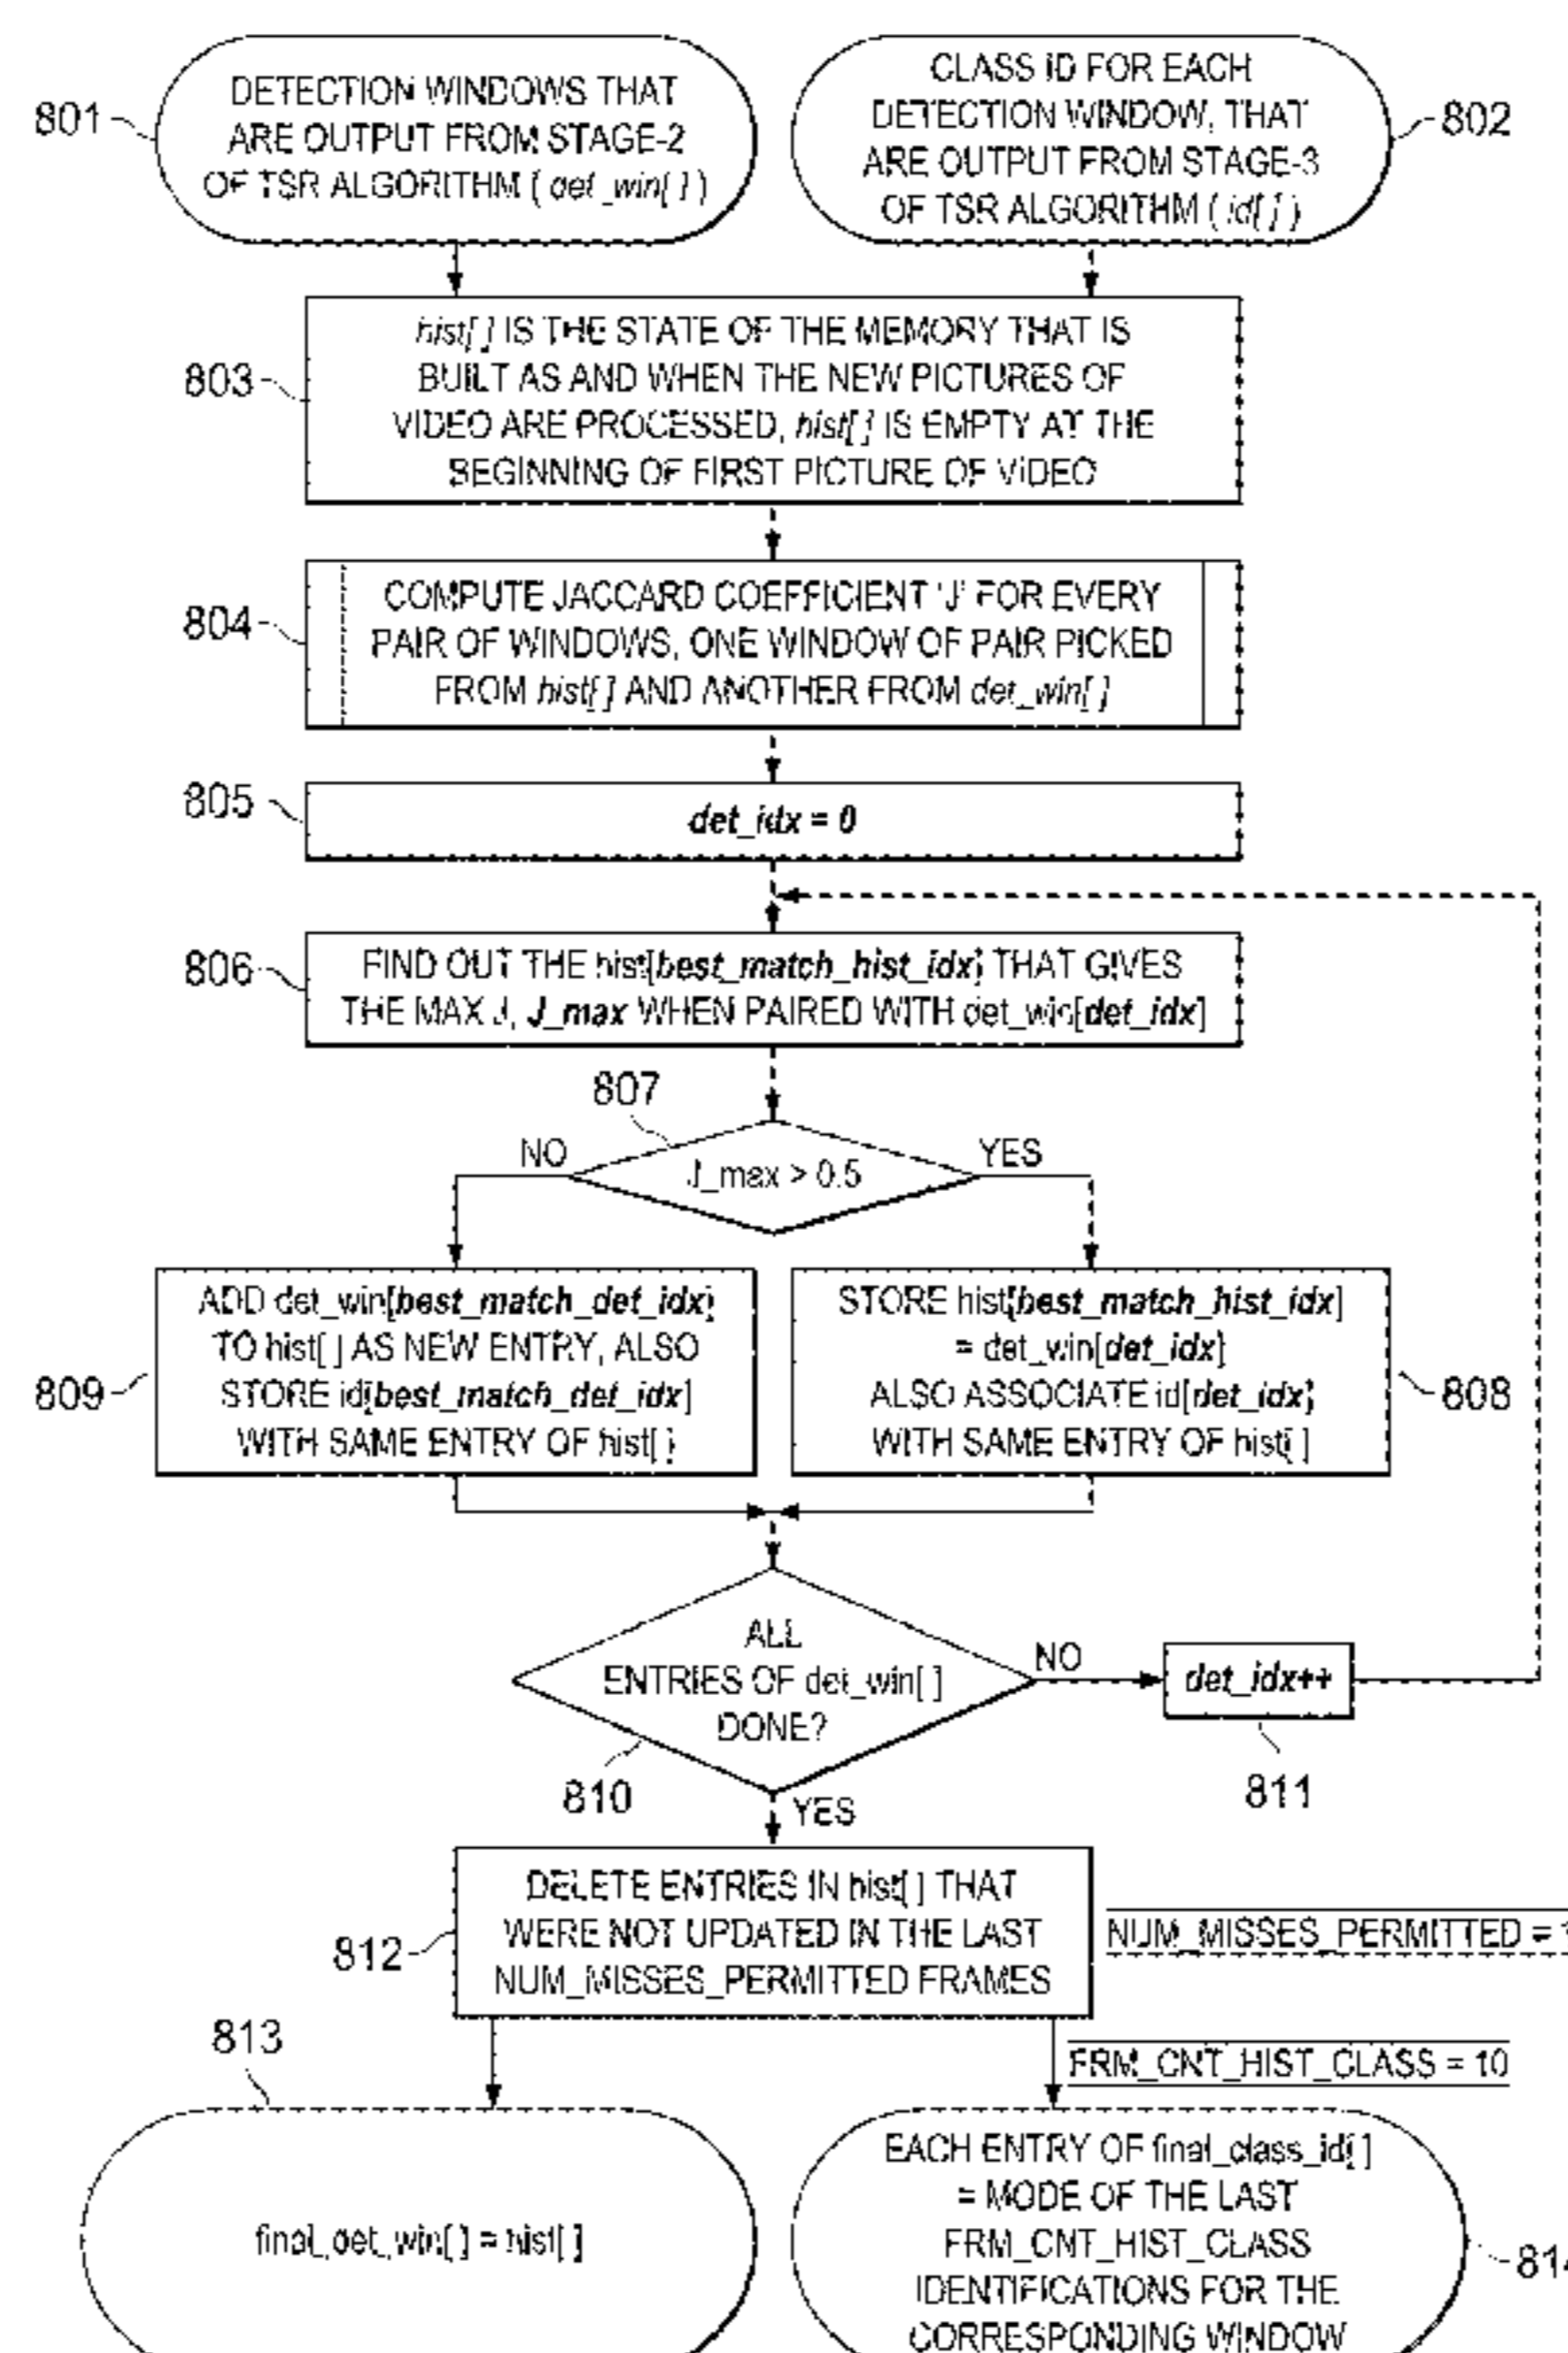 801
DETECTION WINDOWS THAT
ARE OUTPUT FROM STAGE-2
OF TSR ALGORITHM ( det_win[ ] )
CLASS ID FOR EACH
DETECTION WINDOW, THAT
ARE OUTPUT FROM STAGE-3
OF TSR ALGORITHM ( id[ ] )
802
803
hist[ ] IS THE STATE OF THE MEMORY THAT IS
BUILT AS AND WHEN THE NEW PICTURES OF
VIDEO ARE PROCESSED, hist[ ] IS EMPTY AT THE
BEGINNING OF FIRST PICTURE OF VIDEO
804
COMPUTE JACCARD COEFFICIENT 'J' FOR EVERY
PAIR OF WINDOWS, ONE WINDOW OF PAIR PICKED
FROM hist[ ] AND ANOTHER FROM det_win[ ]
805
det_idx = 0
806
FIND OUT THE hist[best_match_hist_idx] THAT GIVES
THE MAX J, J_max WHEN PAIRED WITH det_win[det_idx]
807
NO
J_max > 0.5
YES
809
ADD det_win[best_match_det_idx]
TO hist[ ] AS NEW ENTRY, ALSO
STORE id[best_match_det_idx]
WITH SAME ENTRY OF hist[ ]
STORE hist[best_match_hist_idx]
= det_win[det_idx]
ALSO ASSOCIATE id[det_idx]
WITH SAME ENTRY OF hist[ ]
808
ALL
ENTRIES OF det_win[ ]
DONE?
NO
det_idx++
810
811
YES
812
DELETE ENTRIES IN hist[ ] THAT
WERE NOT UPDATED IN THE LAST
NUM_MISSES_PERMITTED FRAMES
NUM_MISSES_PERMITTED =
813
FRM_CNT_HIST_CLASS = 10
final_det_win[ ] = hist[ ]
EACH ENTRY OF final_class_id[ ]
= MODE OF THE LAST
FRM_CNT_HIST_CLASS
IDENTIFICATIONS FOR THE
CORRESPONDING WINDOW